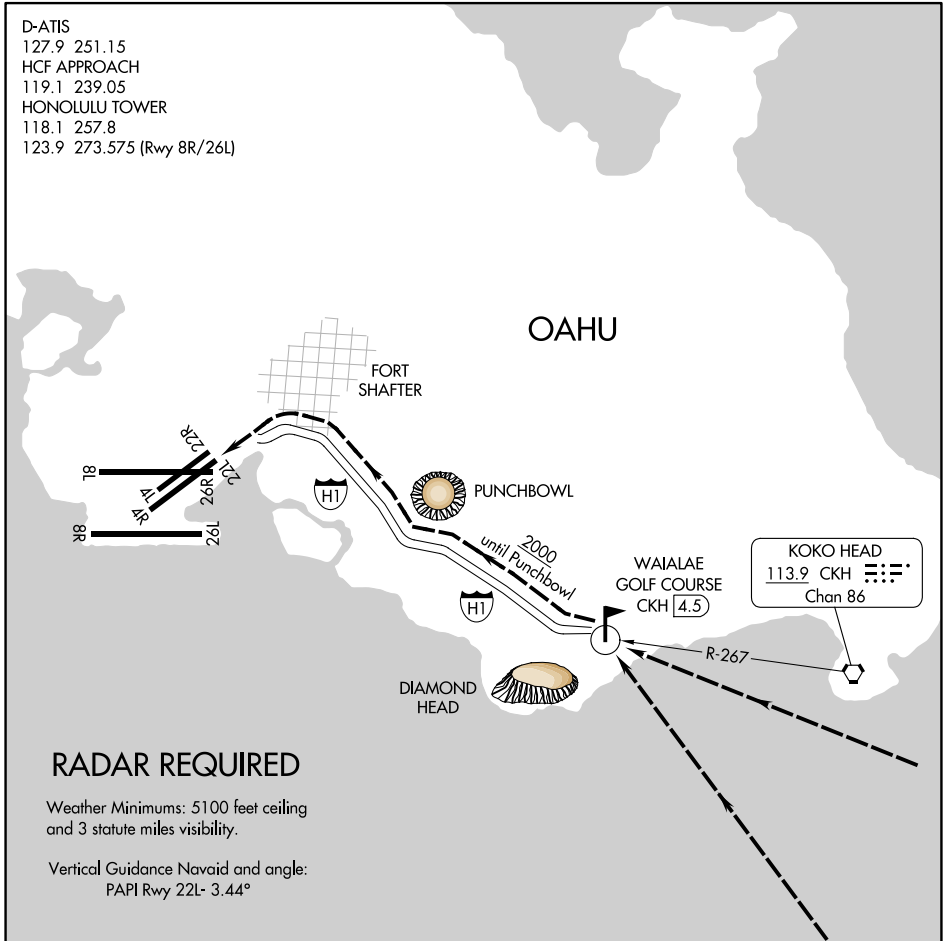 D-ATIS
127.9 251.15
HCF APPROACH
119.1 239.05
HONOLULU TOWER
118.1 257.8
123.9 273.575 (Rwy 8R/26L)
OAHU
FORT
SHAFTER
22R
22L
8L
26R
4L
4R
8R
26L
H1
PUNCHBOWL
2000
until Punchbowl
H1
WAIALAE
GOLF COURSE
CKH 4.5
KOKO HEAD
113.9 CKH
Chan 86
R-267
DIAMOND
HEAD
RADAR REQUIRED
Weather Minimums: 5100 feet ceiling
and 3 statute miles visibility.
Vertical Guidance Navaid and angle:
PAPI Rwy 22L- 3.44°